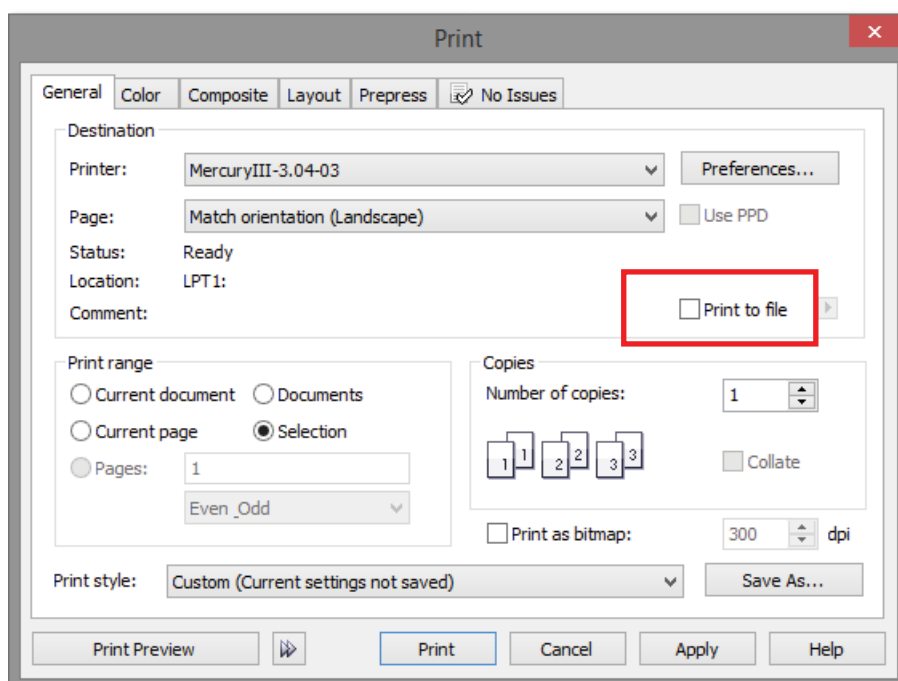 Print
General Color Composite Layout Prepress No Issues
Destination
Printer: MercuryIII-3.04-03 Preferences...
Page: Match orientation (Landscape) Use PPD
Status: Ready
Location: LPT1:
Comment: Print to file
Print range
Current document Documents
Current page Selection
Pages: 1
Even_Odd
Copies
Number of copies: 1
1 1 2 2 3 3
Collate
Print as bitmap: 300 dpi
Print style: Custom (Current settings not saved) Save As...
Print Preview Print Cancel Apply Help